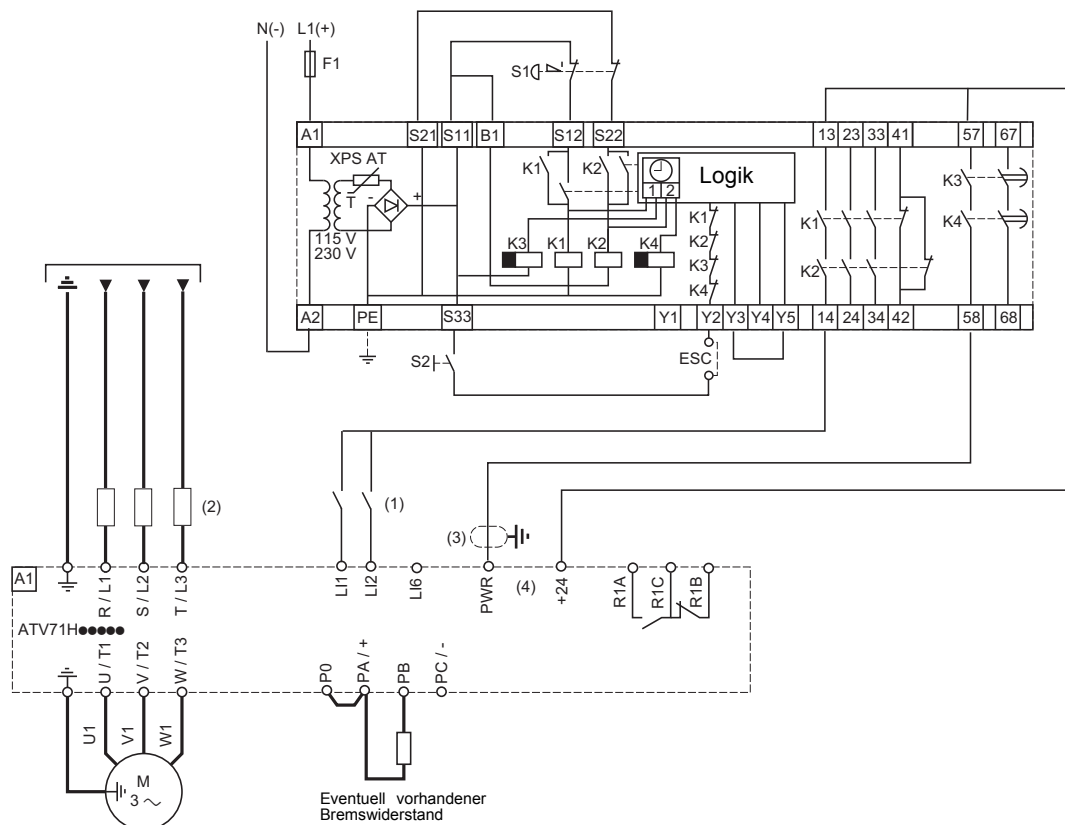 N(-) L1(+)
F1
S1
A1 S21 S11 B1 S12 S22 13 23 33 41 57 67
XPS AT
T - +
115 V
230 V
K1 K2
1 2
Logik
K3 K1 K2 K4
K1
K2
K3
K4
K1
K2
K3
K4
A2 PE S33 Y1 Y2 Y3 Y4 Y5 14 24 34 42 58 68
S2
ESC
(1)
(2)
(3)
(4)
A1
R / L1
S / L2
T / L3
LI1
LI2
LI6
PWR
+24
R1A
R1C
R1B
ATV71H●●●●●
U / T1
V / T2
W / T3
P0
PA / +
PB
PC / -
U1
V1
W1
M
3 ~
Eventuell vorhandener
Bremswiderstand